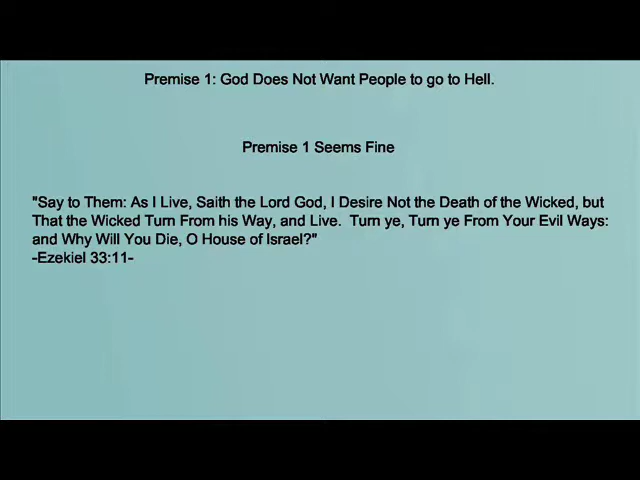 Premise 1: God Does Not Want People to go to Hell.
Premise 1 Seems Fine
"Say to Them: As I Live, Saith the Lord God, I Desire Not the Death of the Wicked, but
That the Wicked Turn From his Way, and Live.  Turn ye, Turn ye From Your Evil Ways:
and Why Will You Die, O House of Israel?"
-Ezekiel 33:11-